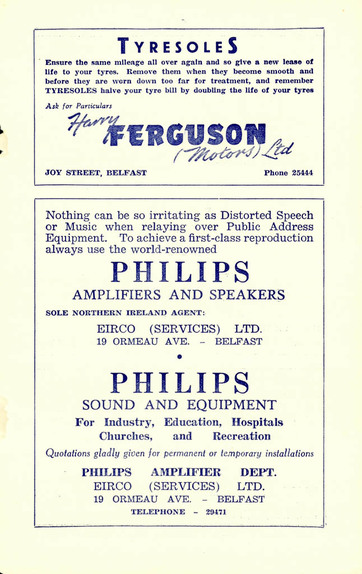 TYRESOLES
Ensure the same mileage all over again and so give a new lease of
life to your tyres. Remove them when they become smooth and
before they are worn down too far for treatment, and remember
TYRESOLES halve your tyre bill by doubling the life of your tyres
Ask for Particulars
Harry
FERGUSON
(Motors) Ltd
JOY STREET, BELFAST Phone 25444
Nothing can be so irritating as Distorted Speech
or Music when relaying over Public Address
Equipment. To achieve a first-class reproduction
always use the world-renowned
PHILIPS
AMPLIFIERS AND SPEAKERS
SOLE NORTHERN IRELAND AGENT:
EIRCO (SERVICES) LTD.
19 ORMEAU AVE. – BELFAST
•
PHILIPS
SOUND AND EQUIPMENT
For Industry, Education, Hospitals
Churches, and Recreation
Quotations gladly given for permanent or temporary installations
PHILIPS AMPLIFIER DEPT.
EIRCO (SERVICES) LTD.
19 ORMEAU AVE. – BELFAST
TELEPHONE – 29471